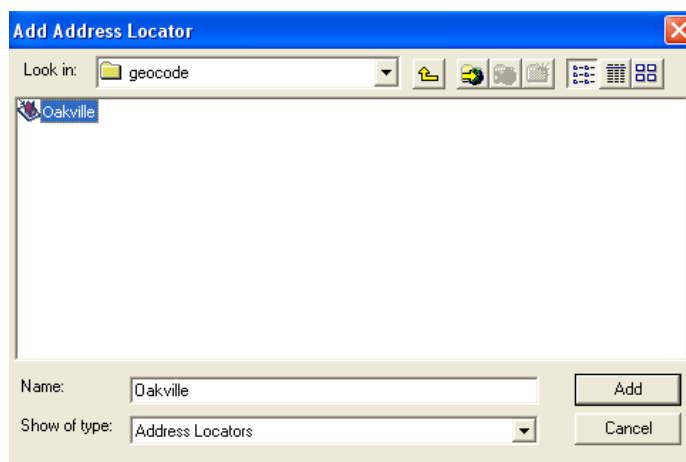 Add Address Locator
Look in: geocode
Oakville
Name: Oakville
Add
Show of type: Address Locators
Cancel